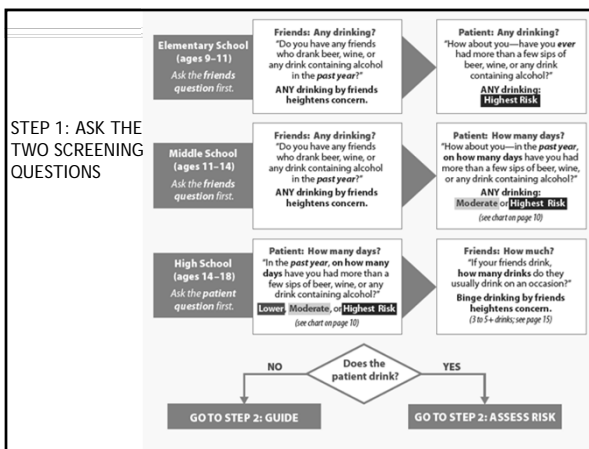 STEP 1: ASK THE
TWO SCREENING
QUESTIONS
Elementary School
(ages 9–11)
Ask the friends
question first.
Friends: Any drinking?
“Do you have any friends
who drank beer, wine, or
any drink containing alcohol
in the past year?”
ANY drinking by friends
heightens concern.
Patient: Any drinking?
“How about you—have you ever
had more than a few sips of
beer, wine, or any drink
containing alcohol?”
ANY drinking:
Highest Risk
Middle School
(ages 11–14)
Ask the friends
question first.
Friends: Any drinking?
“Do you have any friends
who drank beer, wine, or
any drink containing alcohol
in the past year?”
ANY drinking by friends
heightens concern.
Patient: How many days?
“How about you—in the past year,
on how many days have you had
more than a few sips of beer, wine,
or any drink containing alcohol?”
ANY drinking:
Moderate or Highest Risk
(see chart on page 10)
High School
(ages 14–18)
Ask the patient
question first.
Patient: How many days?
“In the past year, on how many
days have you had more than a
few sips of beer, wine, or any
drink containing alcohol?”
Lower, Moderate, or Highest Risk
(see chart on page 10)
Friends: How much?
“If your friends drink,
how many drinks do they
usually drink on an occasion?”
Binge drinking by friends
heightens concern.
(3 to 5+ drinks; see page 15)
Does the
patient drink?
NO
YES
GO TO STEP 2: GUIDE
GO TO STEP 2: ASSESS RISK